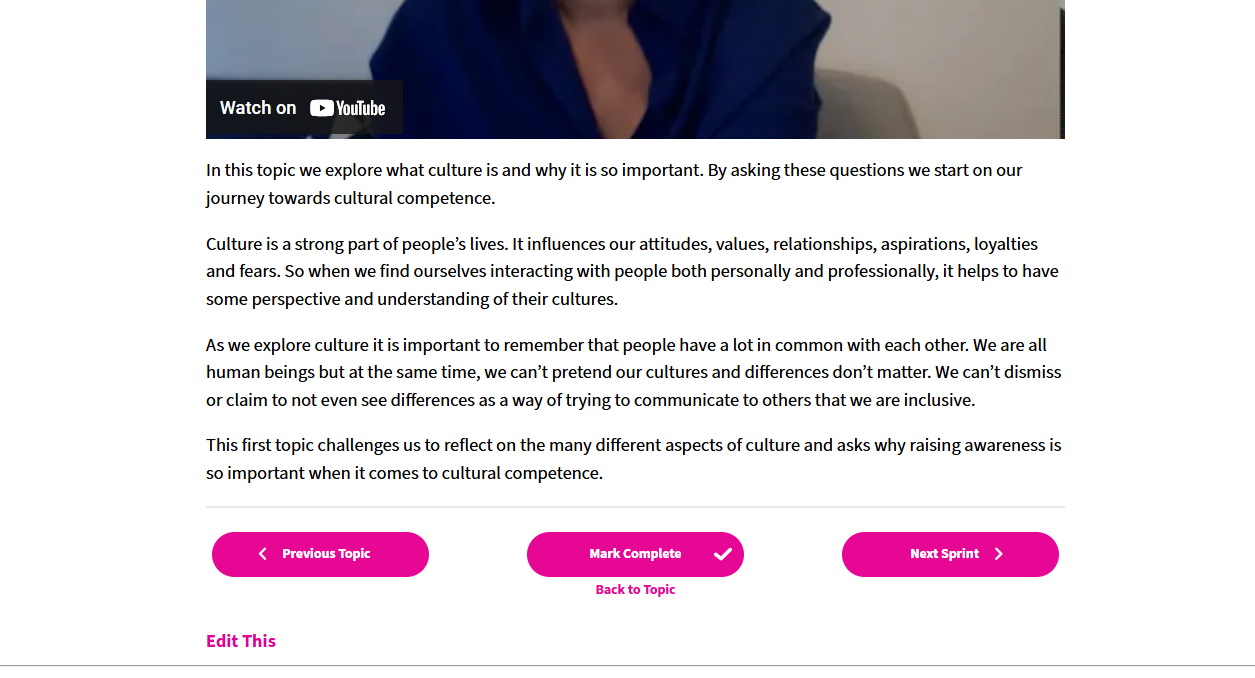 Watch on YouTube
In this topic we explore what culture is and why it is so important. By asking these questions we start on our
journey towards cultural competence.
Culture is a strong part of people’s lives. It influences our attitudes, values, relationships, aspirations, loyalties
and fears. So when we find ourselves interacting with people both personally and professionally, it helps to have
some perspective and understanding of their cultures.
As we explore culture it is important to remember that people have a lot in common with each other. We are all
human beings but at the same time, we can’t pretend our cultures and differences don’t matter. We can’t dismiss
or claim to not even see differences as a way of trying to communicate to others that we are inclusive.
This first topic challenges us to reflect on the many different aspects of culture and asks why raising awareness is
so important when it comes to cultural competence.
Previous Topic
Mark Complete
Next Sprint
Back to Topic
Edit This